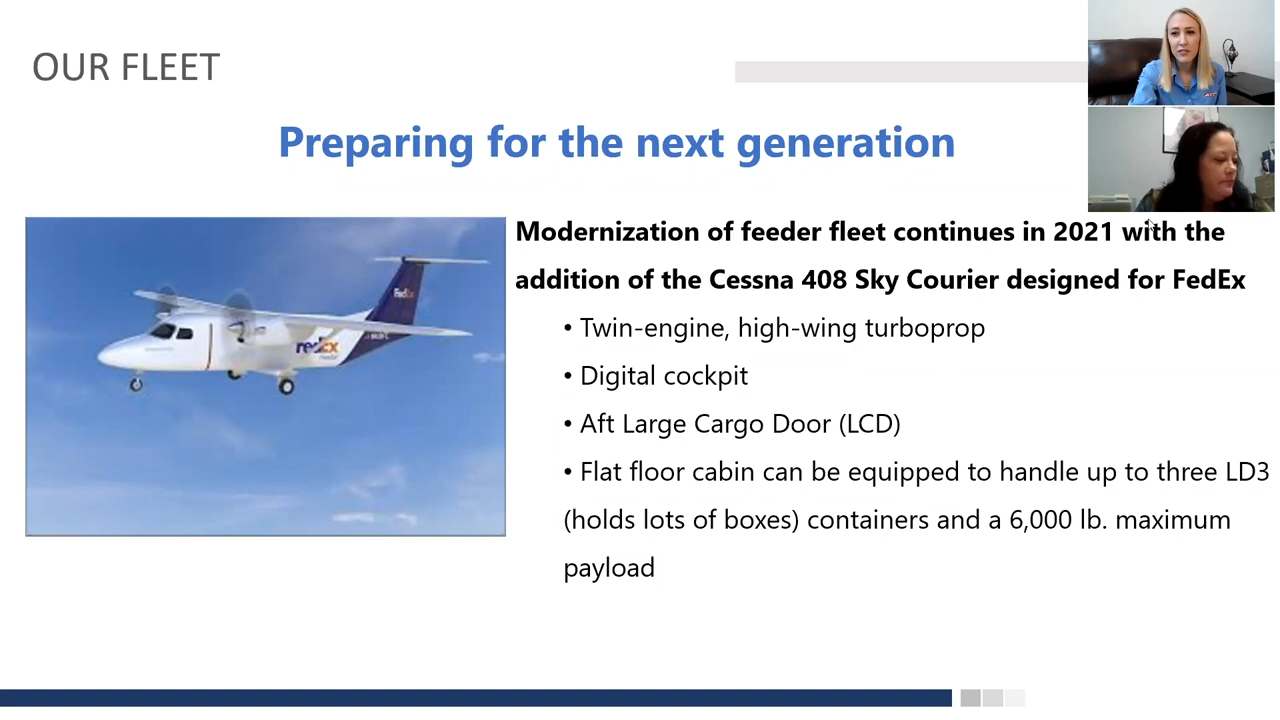 OUR FLEET
Preparing for the next generation
Modernization of feeder fleet continues in 2021 with the
addition of the Cessna 408 Sky Courier designed for FedEx
• Twin-engine, high-wing turboprop
• Digital cockpit
• Aft Large Cargo Door (LCD)
• Flat floor cabin can be equipped to handle up to three LD3
(holds lots of boxes) containers and a 6,000 lb. maximum
payload
FedEx
FedEx